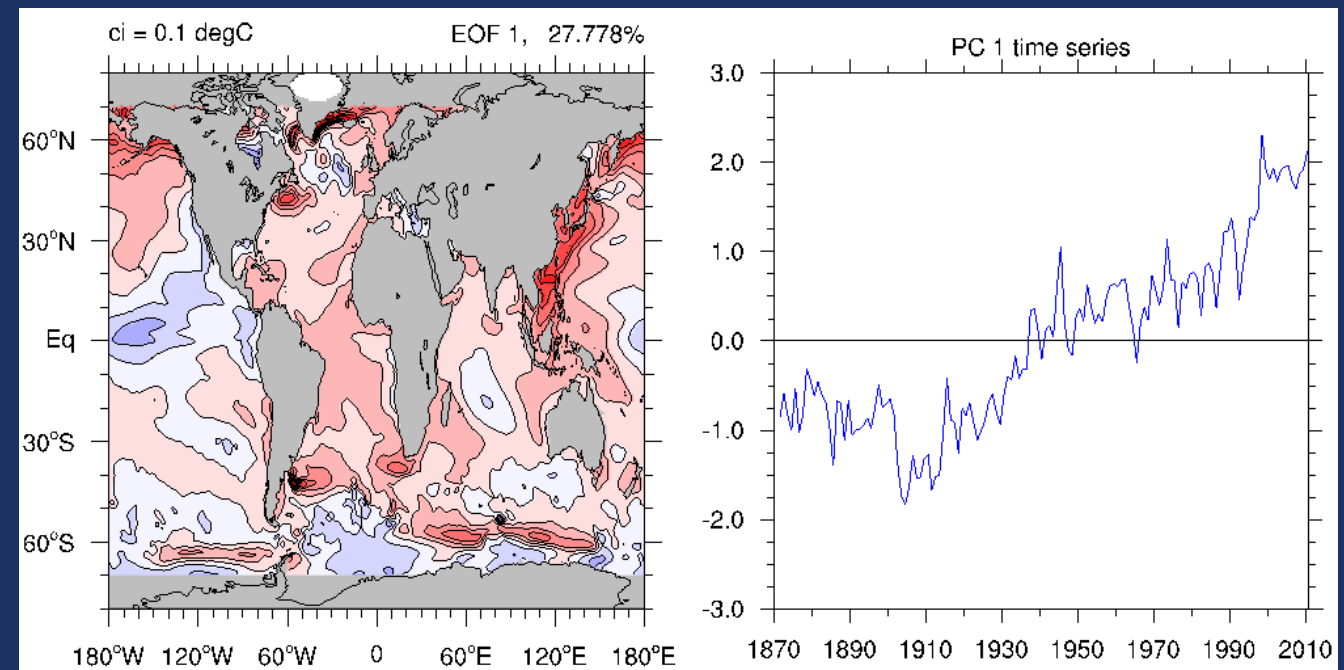 ci = 0.1 degC
EOF 1, 27.778%
60°N
30°N
Eq
30°S
60°S
180°W 120°W 60°W 0 60°E 120°E 180°E
PC 1 time series
3.0
2.0
1.0
0.0
-1.0
-2.0
-3.0
1870 1890 1910 1930 1950 1970 1990 2010